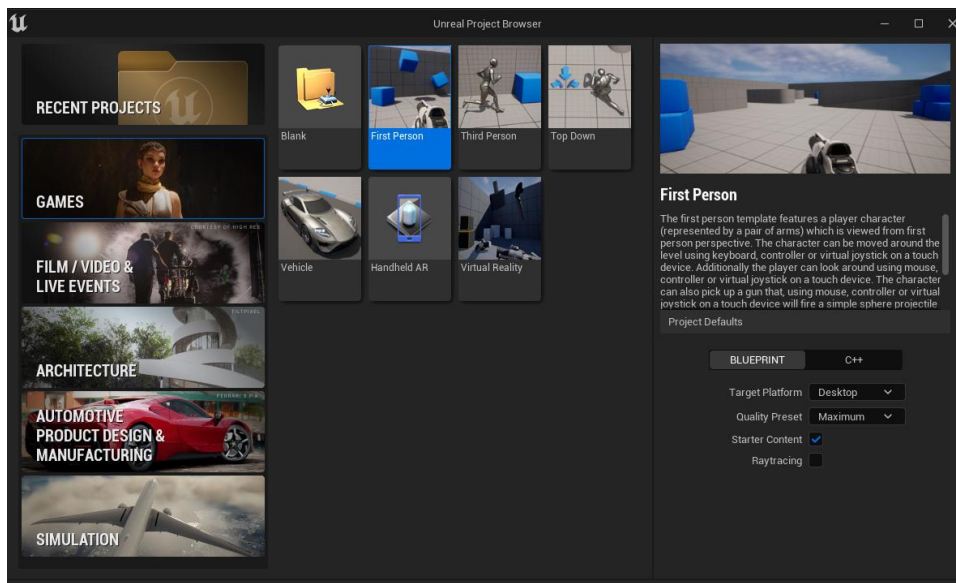 Unreal Project Browser
RECENT PROJECTS
GAMES
COURTESY OF HIGH RES
FILM / VIDEO &
LIVE EVENTS
TILTPIXEL
ARCHITECTURE
FERRARI S.P.A.
AUTOMOTIVE
PRODUCT DESIGN &
MANUFACTURING
SIMULATION
Blank
First Person
Third Person
Top Down
Vehicle
Handheld AR
Virtual Reality
First Person
The first person template features a player character
(represented by a pair of arms) which is viewed from first
person perspective. The character can be moved around the
level using keyboard, controller or virtual joystick on a touch
device. Additionally the player can look around using mouse,
controller or virtual joystick on a touch device. The character
can also pick up a gun that, using mouse, controller or virtual
joystick on a touch device will fire a simple sphere projectile
Project Defaults
BLUEPRINT
C++
Target Platform Desktop
Quality Preset Maximum
Starter Content
Raytracing